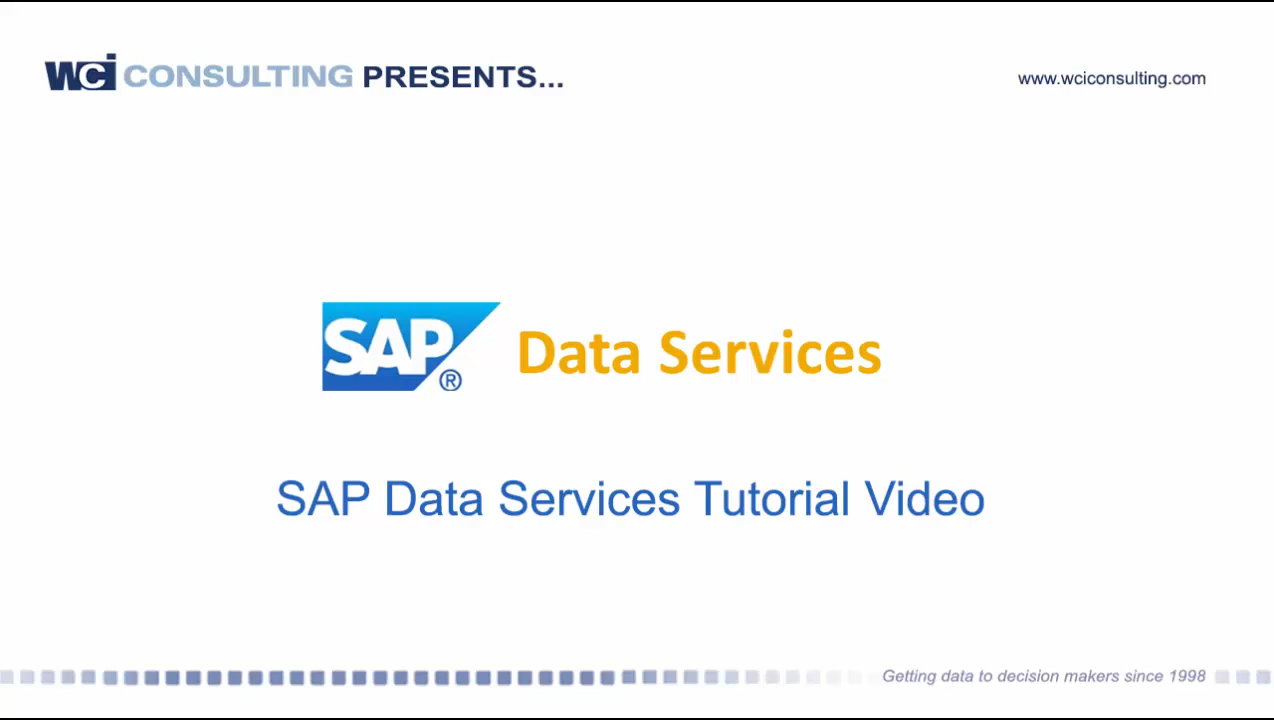 WCI CONSULTING PRESENTS...
www.wciconsulting.com
SAP® Data Services
SAP Data Services Tutorial Video
Getting data to decision makers since 1998